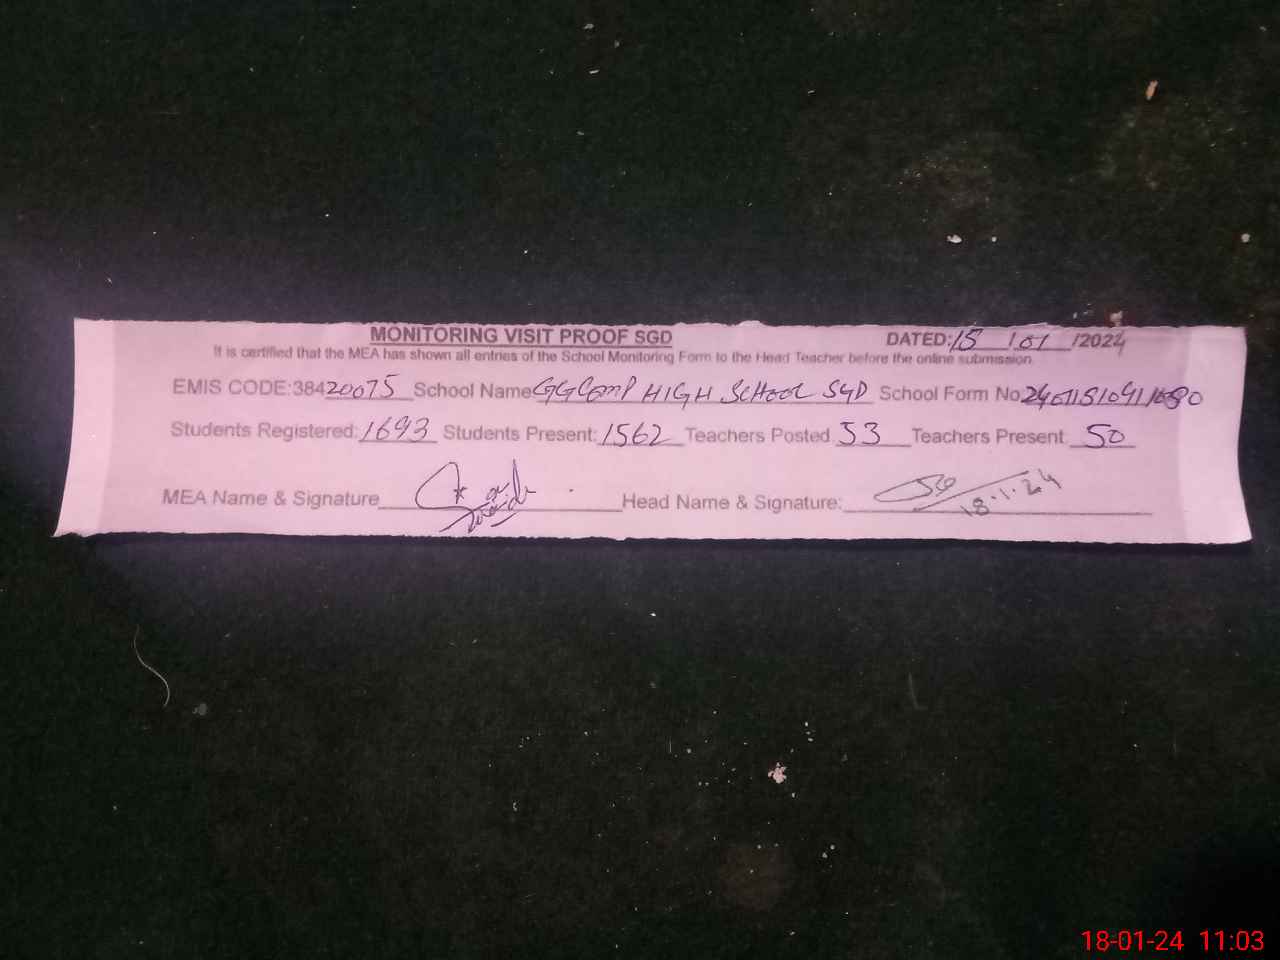 MONITORING VISIT PROOF SGD DATED: 15 /01 /2024
It is certified that the MEA has shown all entries of the School Monitoring Form to the Head Teacher before the online submission.
EMIS CODE:38420075 School Name GGComP HIGH SCHOOL SGD School Form No
Students Registered: 1693 Students Present: 1562 Teachers Posted 53 Teachers Present 50
MEA Name & Signature Head Name & Signature: 18.1.24
18-01-24 11:03